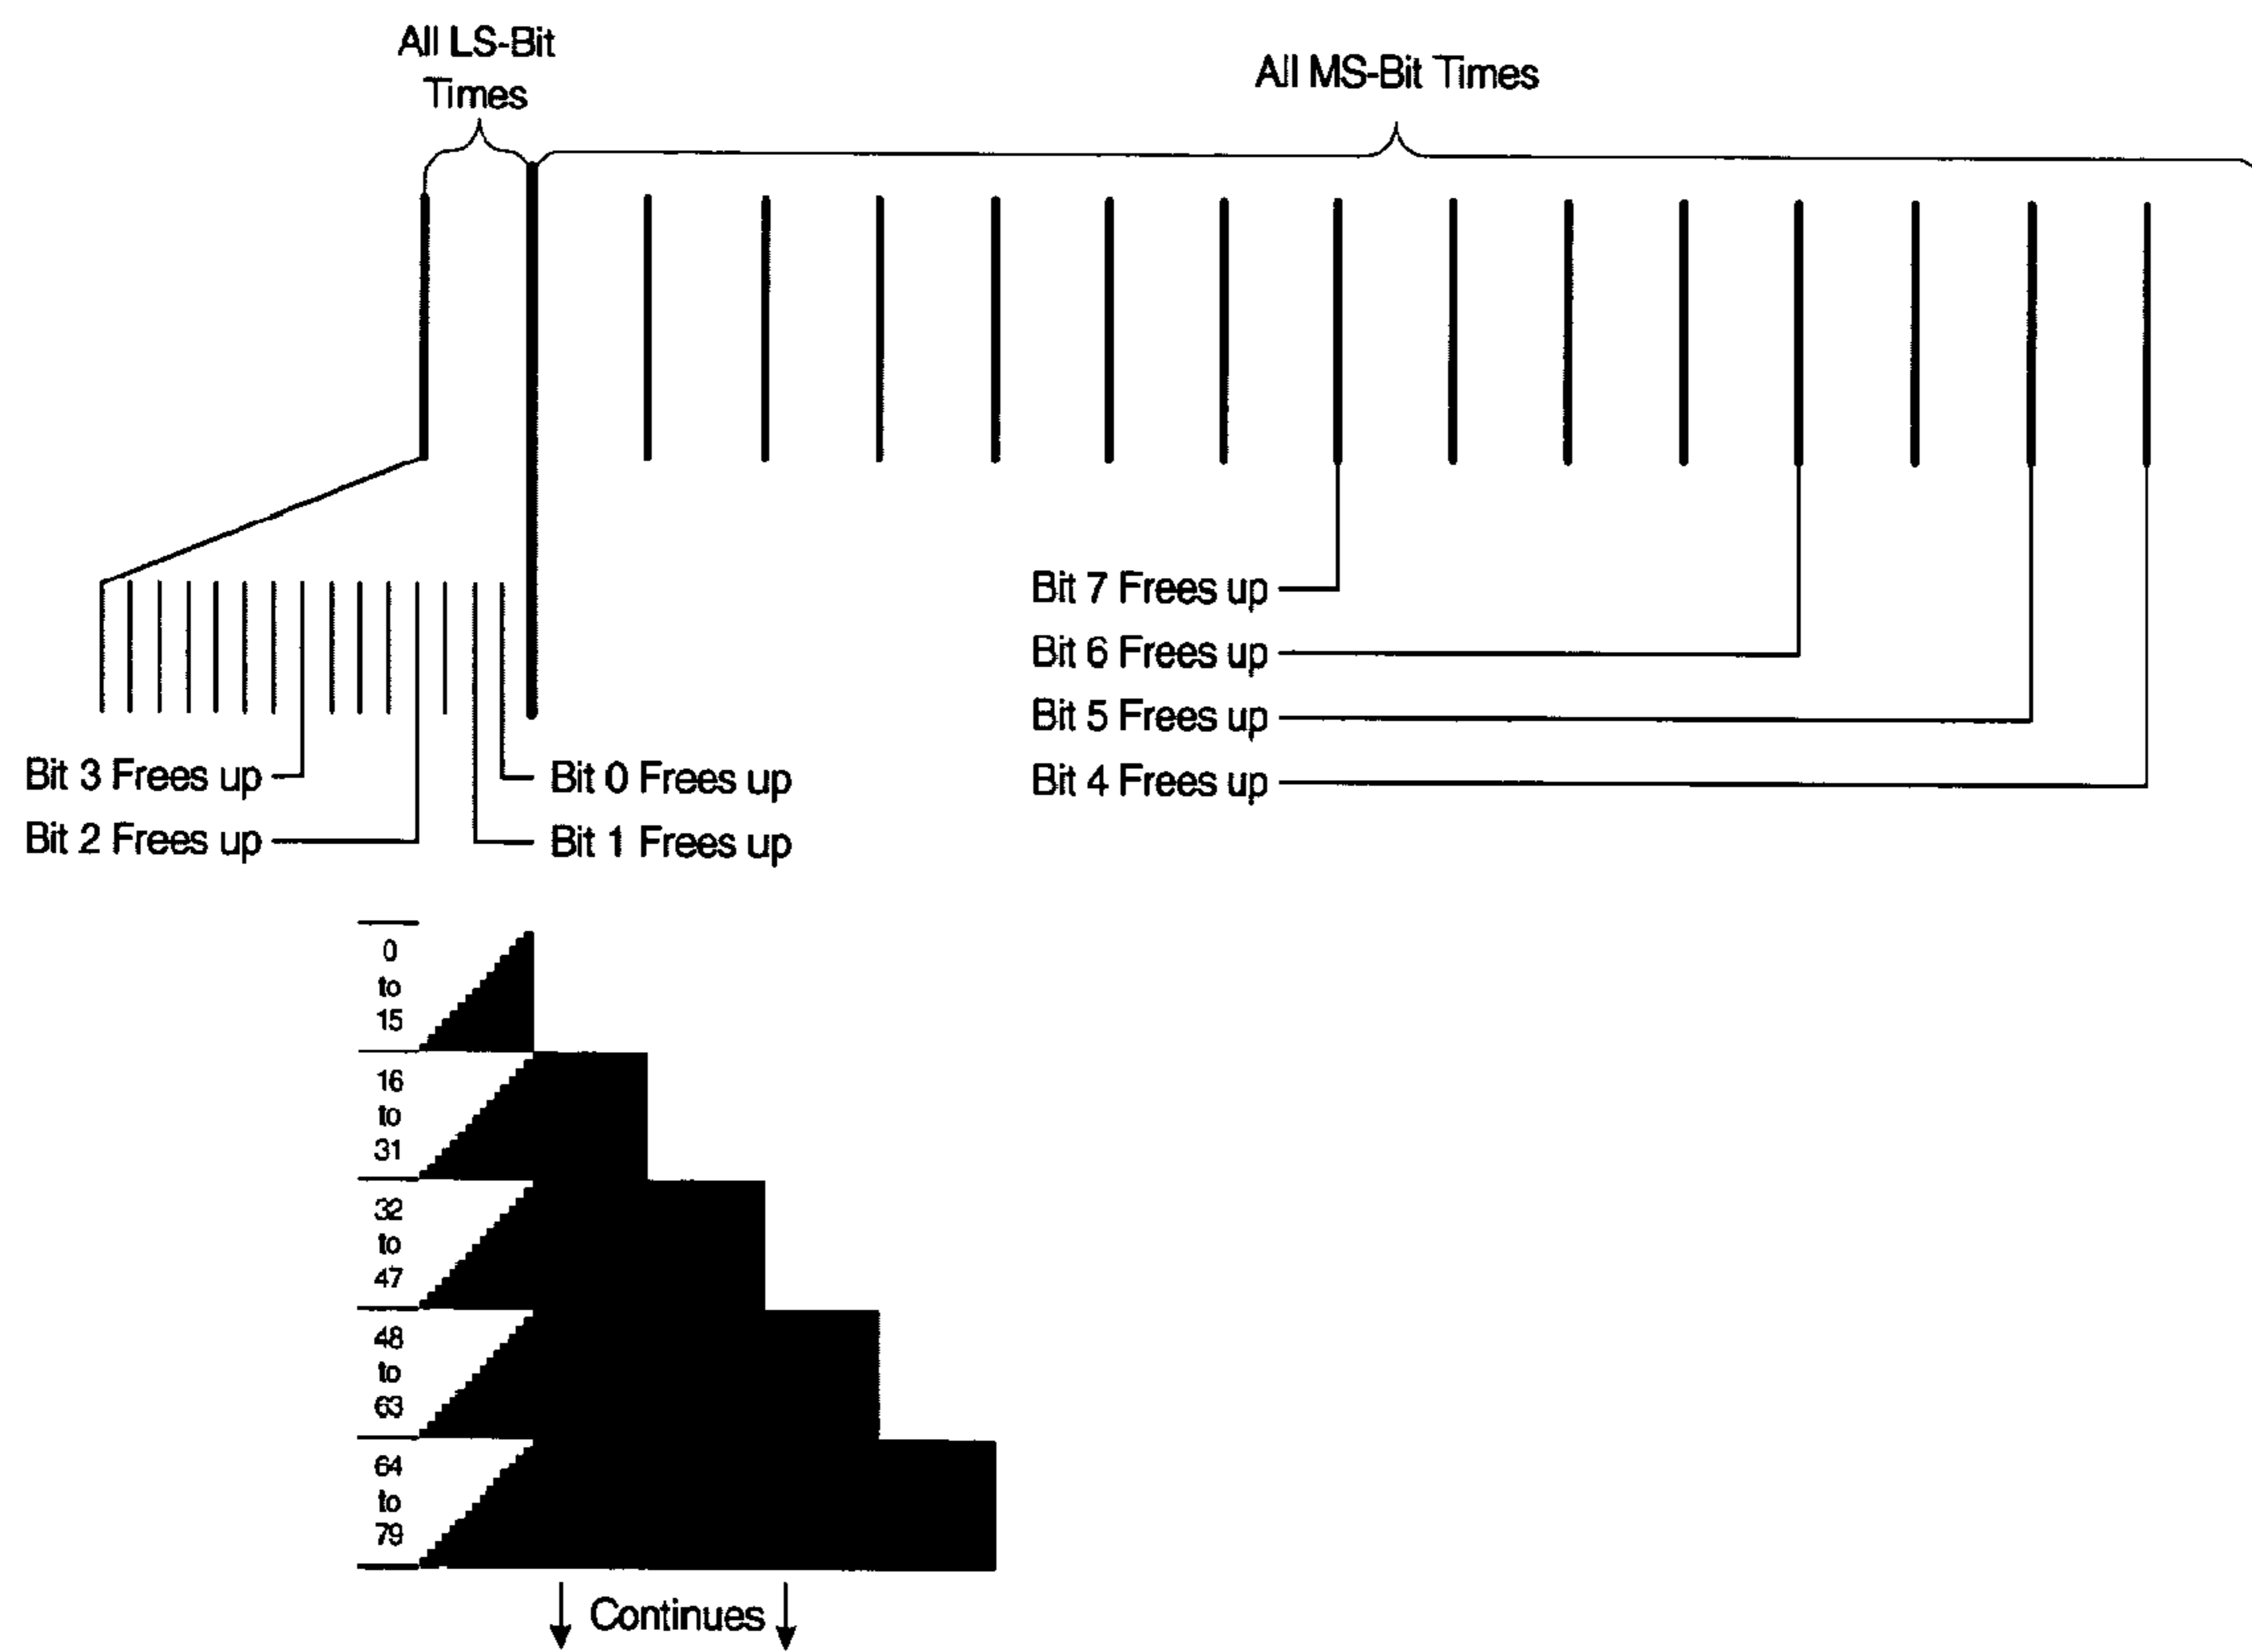 All LS-Bit
Times
All MS-Bit Times
Bit 7 Frees up
Bit 6 Frees up
Bit 5 Frees up
Bit 4 Frees up
Bit 3 Frees up
Bit 0 Frees up
Bit 2 Frees up
Bit 1 Frees up
0
to
15
16
to
31
32
to
47
48
to
63
64
to
79
Continues